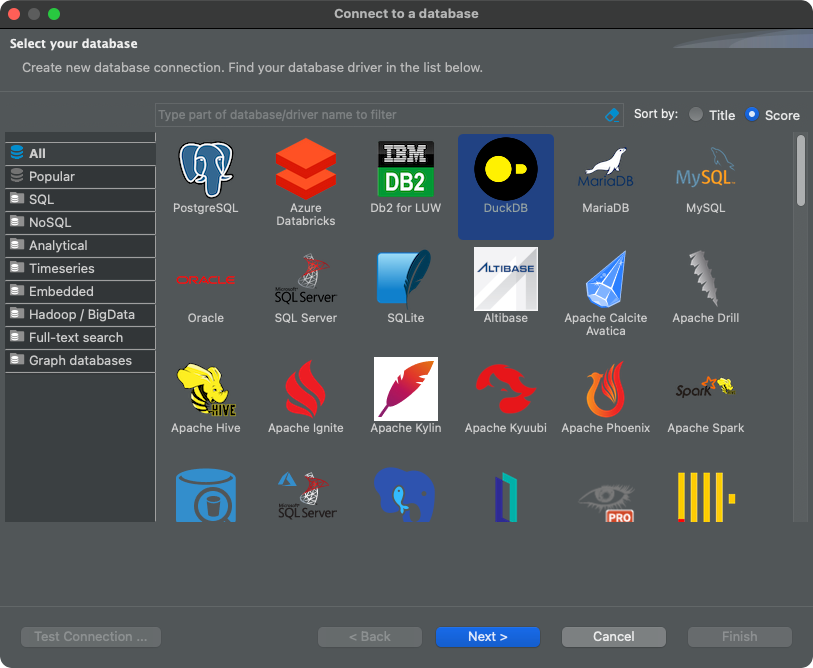 Connect to a database
Select your database
Create new database connection. Find your database driver in the list below.
Type part of database/driver name to filter
Sort by: Title Score
All
Popular
SQL
NoSQL
Analytical
Timeseries
Embedded
Hadoop / BigData
Full-text search
Graph databases
IBM
DB2
MariaDB
MySQL
PostgreSQL
Azure
Databricks
Db2 for LUW
DuckDB
MariaDB
MySQL
ORACLE
Microsoft
SQL Server
ALTIBASE
Oracle
SQL Server
SQLite
Altibase
Apache Calcite
Avatica
Apache Drill
HIVE
Spark
Apache Hive
Apache Ignite
Apache Kylin
Apache Kyuubi
Apache Phoenix
Apache Spark
Microsoft
SQL Server
PRO
Test Connection ...
< Back
Next >
Cancel
Finish